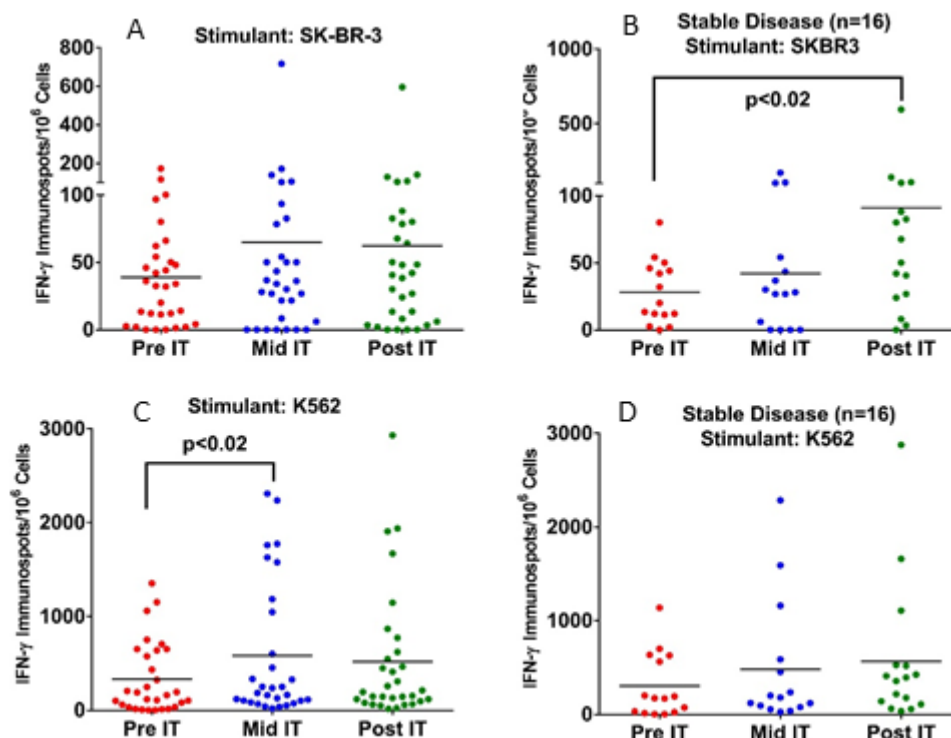 A
Stimulant: SK-BR-3
IFN-γ Immunospots/10⁶ Cells
800
600
400
200
100
50
0
Pre IT
Mid IT
Post IT
B
Stable Disease (n=16)
Stimulant: SKBR3
p<0.02
IFN-γ Immunospots/10 Cells
1000
500
100
50
0
Pre IT
Mid IT
Post IT
C
Stimulant: K562
p<0.02
IFN-γ Immunospots/10⁶ Cells
3000
2000
1000
0
Pre IT
Mid IT
Post IT
D
Stable Disease (n=16)
Stimulant: K562
IFN-γ Immunospots/10⁶ Cells
3000
2000
1000
0
Pre IT
Mid IT
Post IT